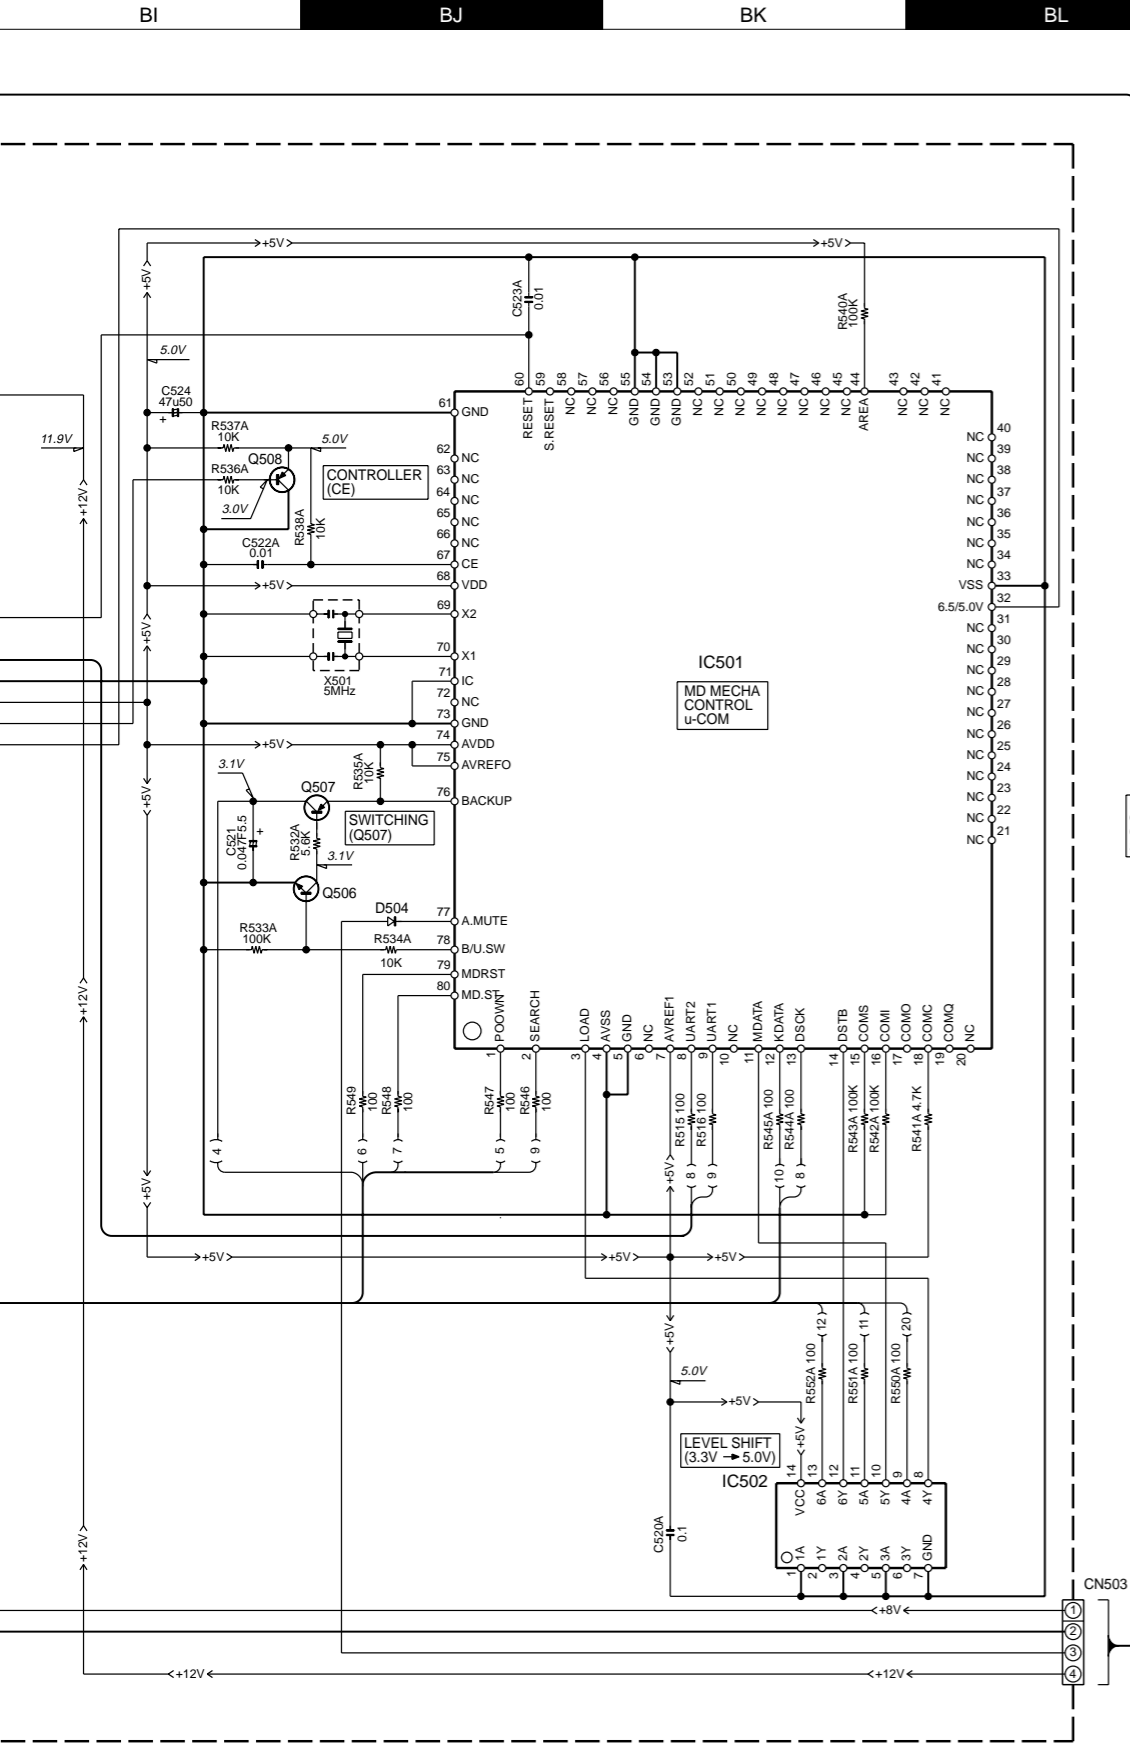 BI
BJ
BK
BL
+5V
+5V
+5V
C523A
0.01
R540A
100K
5.0V
C524
47u50
+
11.9V
R537A
10K
5.0V
Q508
R536A
10K
3.0V
CONTROLLER
(CE)
R538A
10K
C522A
0.01
+12V
+5V
+5V
X501
5MHz
+5V
R535A
10K
3.1V
Q507
SWITCHING
(Q507)
C521
0.047F5.5
+
R532A
5.6K
3.1V
Q506
+5V
D504
R533A
100K
R534A
10K
+12V
60
59
58
57
56
55
54
53
52
51
50
49
48
47
46
45
44
43
42
41
RESET
S.RESET
NC
NC
NC
GND
GND
GND
NC
NC
NC
NC
NC
NC
NC
NC
AREA
NC
NC
NC
61
GND
62
NC
63
NC
64
NC
65
NC
66
NC
67
CE
68
VDD
69
X2
70
X1
71
IC
72
NC
73
GND
74
AVDD
75
AVREFO
76
BACKUP
77
A.MUTE
78
B/U.SW
79
MDRST
80
MD.ST
NC 40
NC 39
NC 38
NC 37
NC 36
NC 35
NC 34
VSS 33
6.5/5.0V 32
NC 31
NC 30
NC 29
NC 28
NC 27
NC 26
NC 25
NC 24
NC 23
NC 22
NC 21
IC501
MD MECHA
CONTROL
u-COM
POOWN
SEARCH
LOAD
AVSS
GND
NC
AVREF1
UART2
UART1
NC
MDATA
KDATA
DSCK
DSTB
COMS
COMI
COMO
COMC
COMQ
NC
1
2
3
4
5
6
7
8
9
10
11
12
13
14
15
16
17
18
19
20
R549
100
R548
100
R547
100
R546
100
R515 100
R516 100
R545A 100
R544A 100
R543A 100K
R542A 100K
R541A 4.7K
4
6
7
5
9
+5V
8
9
10
8
+5V
+5V
+5V
+5V
+5V
12
11
20
R552A 100
R551A 100
R550A 100
5.0V
+5V
+5V
LEVEL SHIFT
(3.3V → 5.0V)
IC502
14
13
12
11
10
9
8
VCC
6A
6Y
5A
5Y
4A
4Y
1A
1Y
2A
2Y
3A
3Y
GND
1
2
3
4
5
6
7
C520A
0.1
+12V
CN503
+8V
1
2
3
4
+12V
+12V